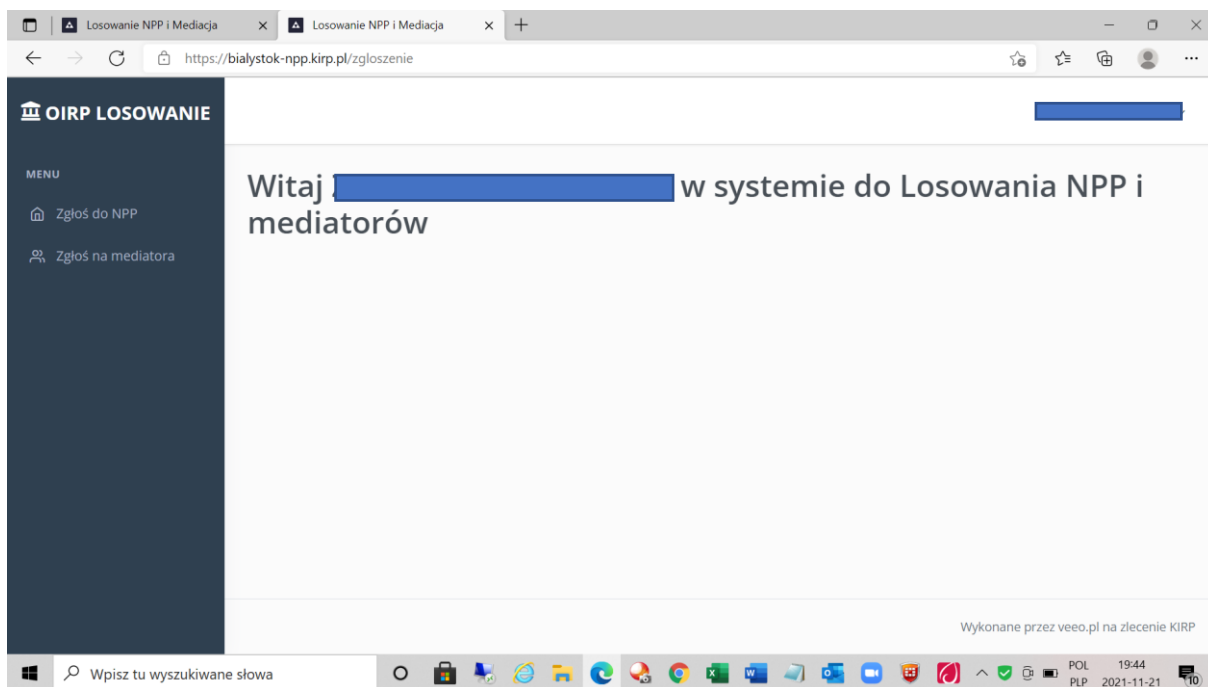 Losowanie NPP i Mediacja
Losowanie NPP i Mediacja
https://bialystok-npp.kirp.pl/zgloszenie
OIRP LOSOWANIE
MENU
Zgłoś do NPP
Zgłoś na mediatora
Witaj w systemie do Losowania NPP i
mediatorów
Wykonane przez veeo.pl na zlecenie KIRP
Wpisz tu wyszukiwane słowa
POL 19:44
PLP 2021-11-21
10